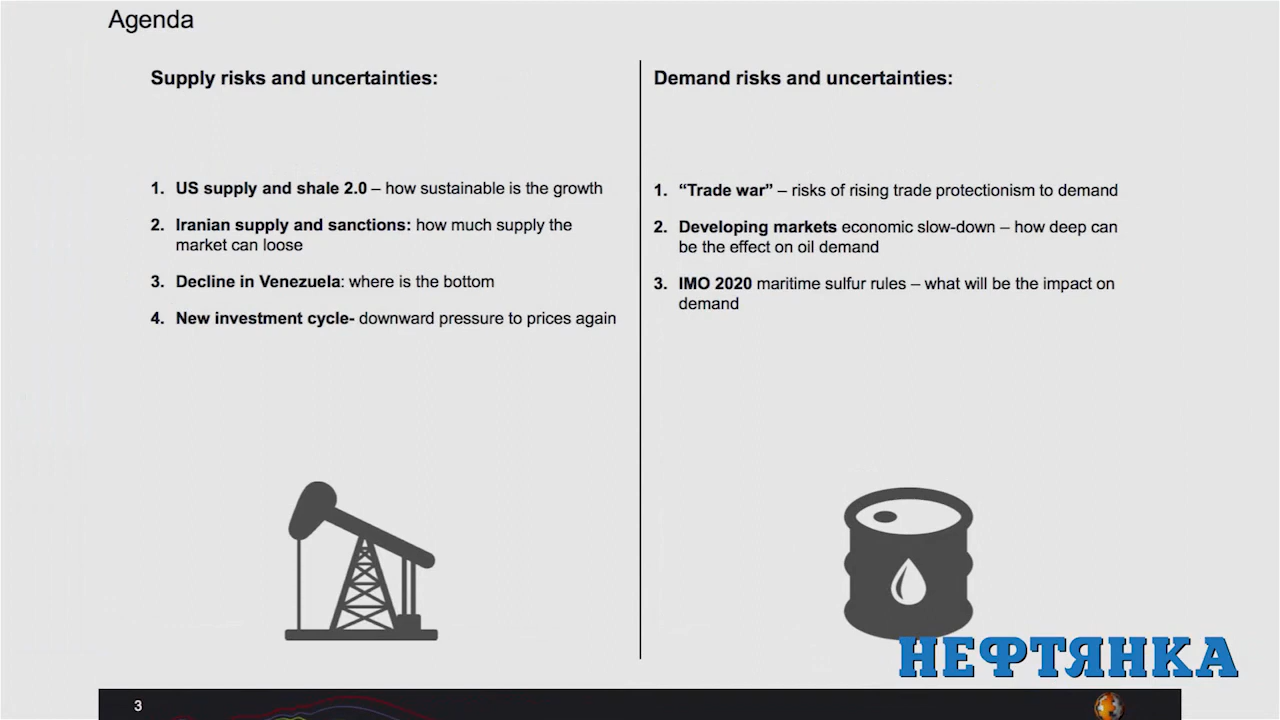 Agenda
Supply risks and uncertainties:
1. US supply and shale 2.0 – how sustainable is the growth
2. Iranian supply and sanctions: how much supply the
market can loose
3. Decline in Venezuela: where is the bottom
4. New investment cycle- downward pressure to prices again
Demand risks and uncertainties:
1. “Trade war” – risks of rising trade protectionism to demand
2. Developing markets economic slow-down – how deep can
be the effect on oil demand
3. IMO 2020 maritime sulfur rules – what will be the impact on
demand
НЕФТЯНКА
3